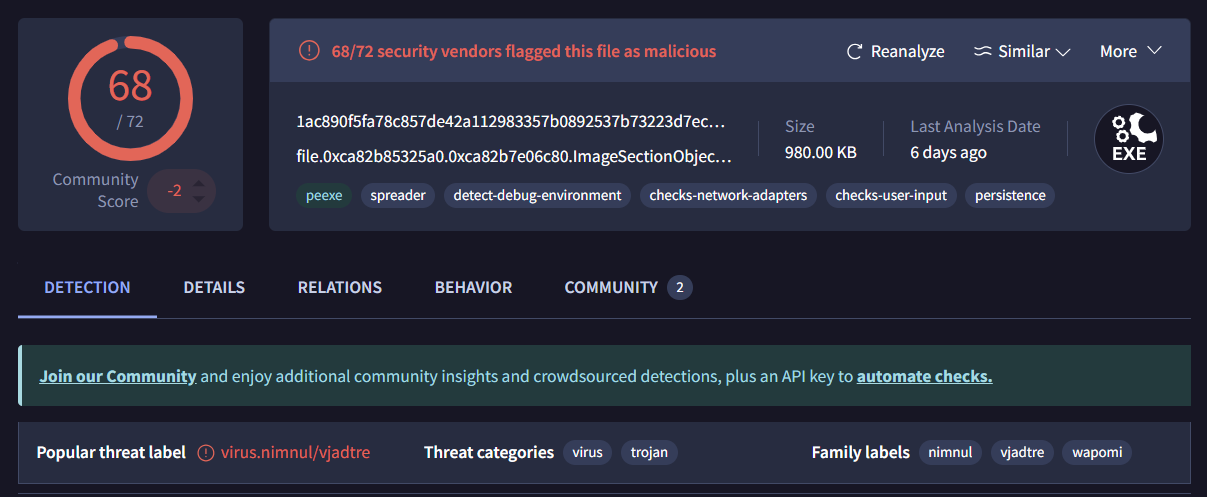 68
/ 72
Community Score
-2
68/72 security vendors flagged this file as malicious
Reanalyze
Similar
More
1ac890f5fa78c857de42a112983357b0892537b73223d7ec…
file.0xca82b85325a0.0xca82b7e06c80.ImageSectionObjec…
Size
980.00 KB
Last Analysis Date
6 days ago
EXE
peexe spreader detect-debug-environment checks-network-adapters checks-user-input persistence
DETECTION DETAILS RELATIONS BEHAVIOR COMMUNITY 2
Join our Community and enjoy additional community insights and crowdsourced detections, plus an API key to automate checks.
Popular threat label virus.nimnul/vjadtre Threat categories virus trojan Family labels nimnul vjadtre wapomi